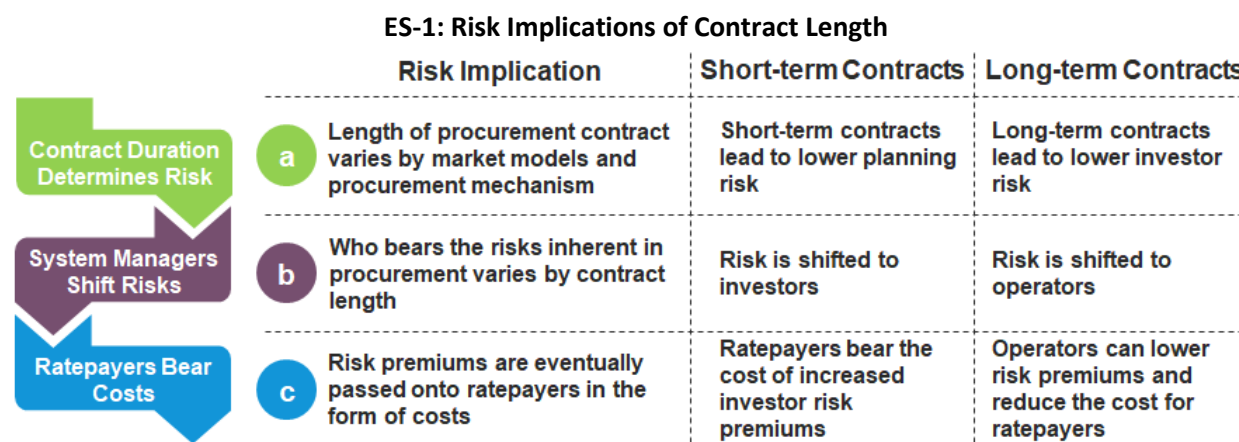 ES-1: Risk Implications of Contract Length
Risk Implication
Short-term Contracts
Long-term Contracts
Contract Duration
Determines Risk
a
Length of procurement contract
varies by market models and
procurement mechanism
Short-term contracts
lead to lower planning
risk
Long-term contracts
lead to lower investor
risk
System Managers
Shift Risks
b
Who bears the risks inherent in
procurement varies by contract
length
Risk is shifted to
investors
Risk is shifted to
operators
Ratepayers Bear
Costs
c
Risk premiums are eventually
passed onto ratepayers in the
form of costs
Ratepayers bear the
cost of increased
investor risk
premiums
Operators can lower
risk premiums and
reduce the cost for
ratepayers